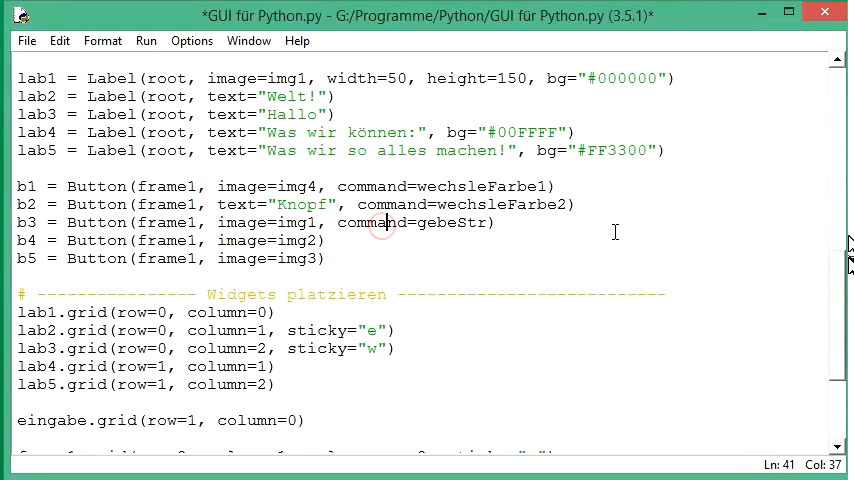 *GUI für Python.py - G:/Programme/Python/GUI für Python.py (3.5.1)*
File Edit Format Run Options Window Help
lab1 = Label(root, image=img1, width=50, height=150, bg="#000000")
lab2 = Label(root, text="Welt!")
lab3 = Label(root, text="Hallo")
lab4 = Label(root, text="Was wir können:", bg="#00FFFF")
lab5 = Label(root, text="Was wir so alles machen!", bg="#FF3300")
b1 = Button(frame1, image=img4, command=wechsleFarbe1)
b2 = Button(frame1, text="Knopf", command=wechsleFarbe2)
b3 = Button(frame1, image=img1, command=gebeStr)
b4 = Button(frame1, image=img2)
b5 = Button(frame1, image=img3)
# ---------------- Widgets platzieren ---------------------------
lab1.grid(row=0, column=0)
lab2.grid(row=0, column=1, sticky="e")
lab3.grid(row=0, column=2, sticky="w")
lab4.grid(row=1, column=1)
lab5.grid(row=1, column=2)
eingabe.grid(row=1, column=0)
Ln: 41 Col: 37